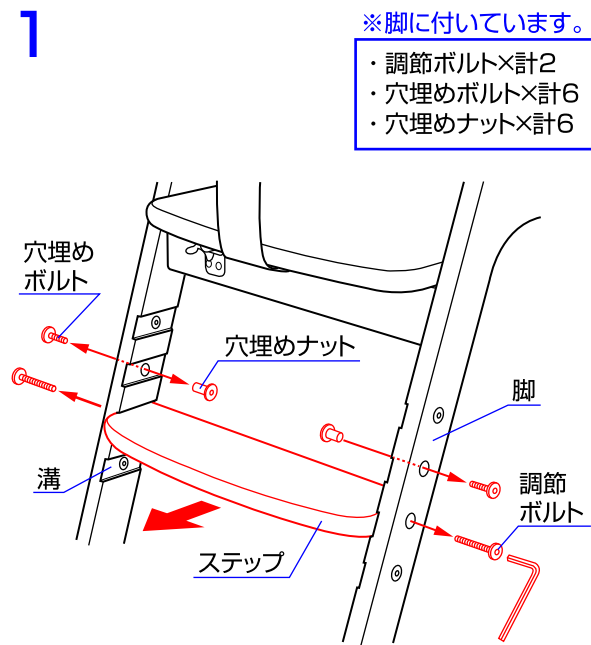 1
※脚に付いています。
・調節ボルト×計2
・穴埋めボルト×計6
・穴埋めナット×計6
穴埋め
ボルト
穴埋めナット
脚
溝
調節
ボルト
ステップ